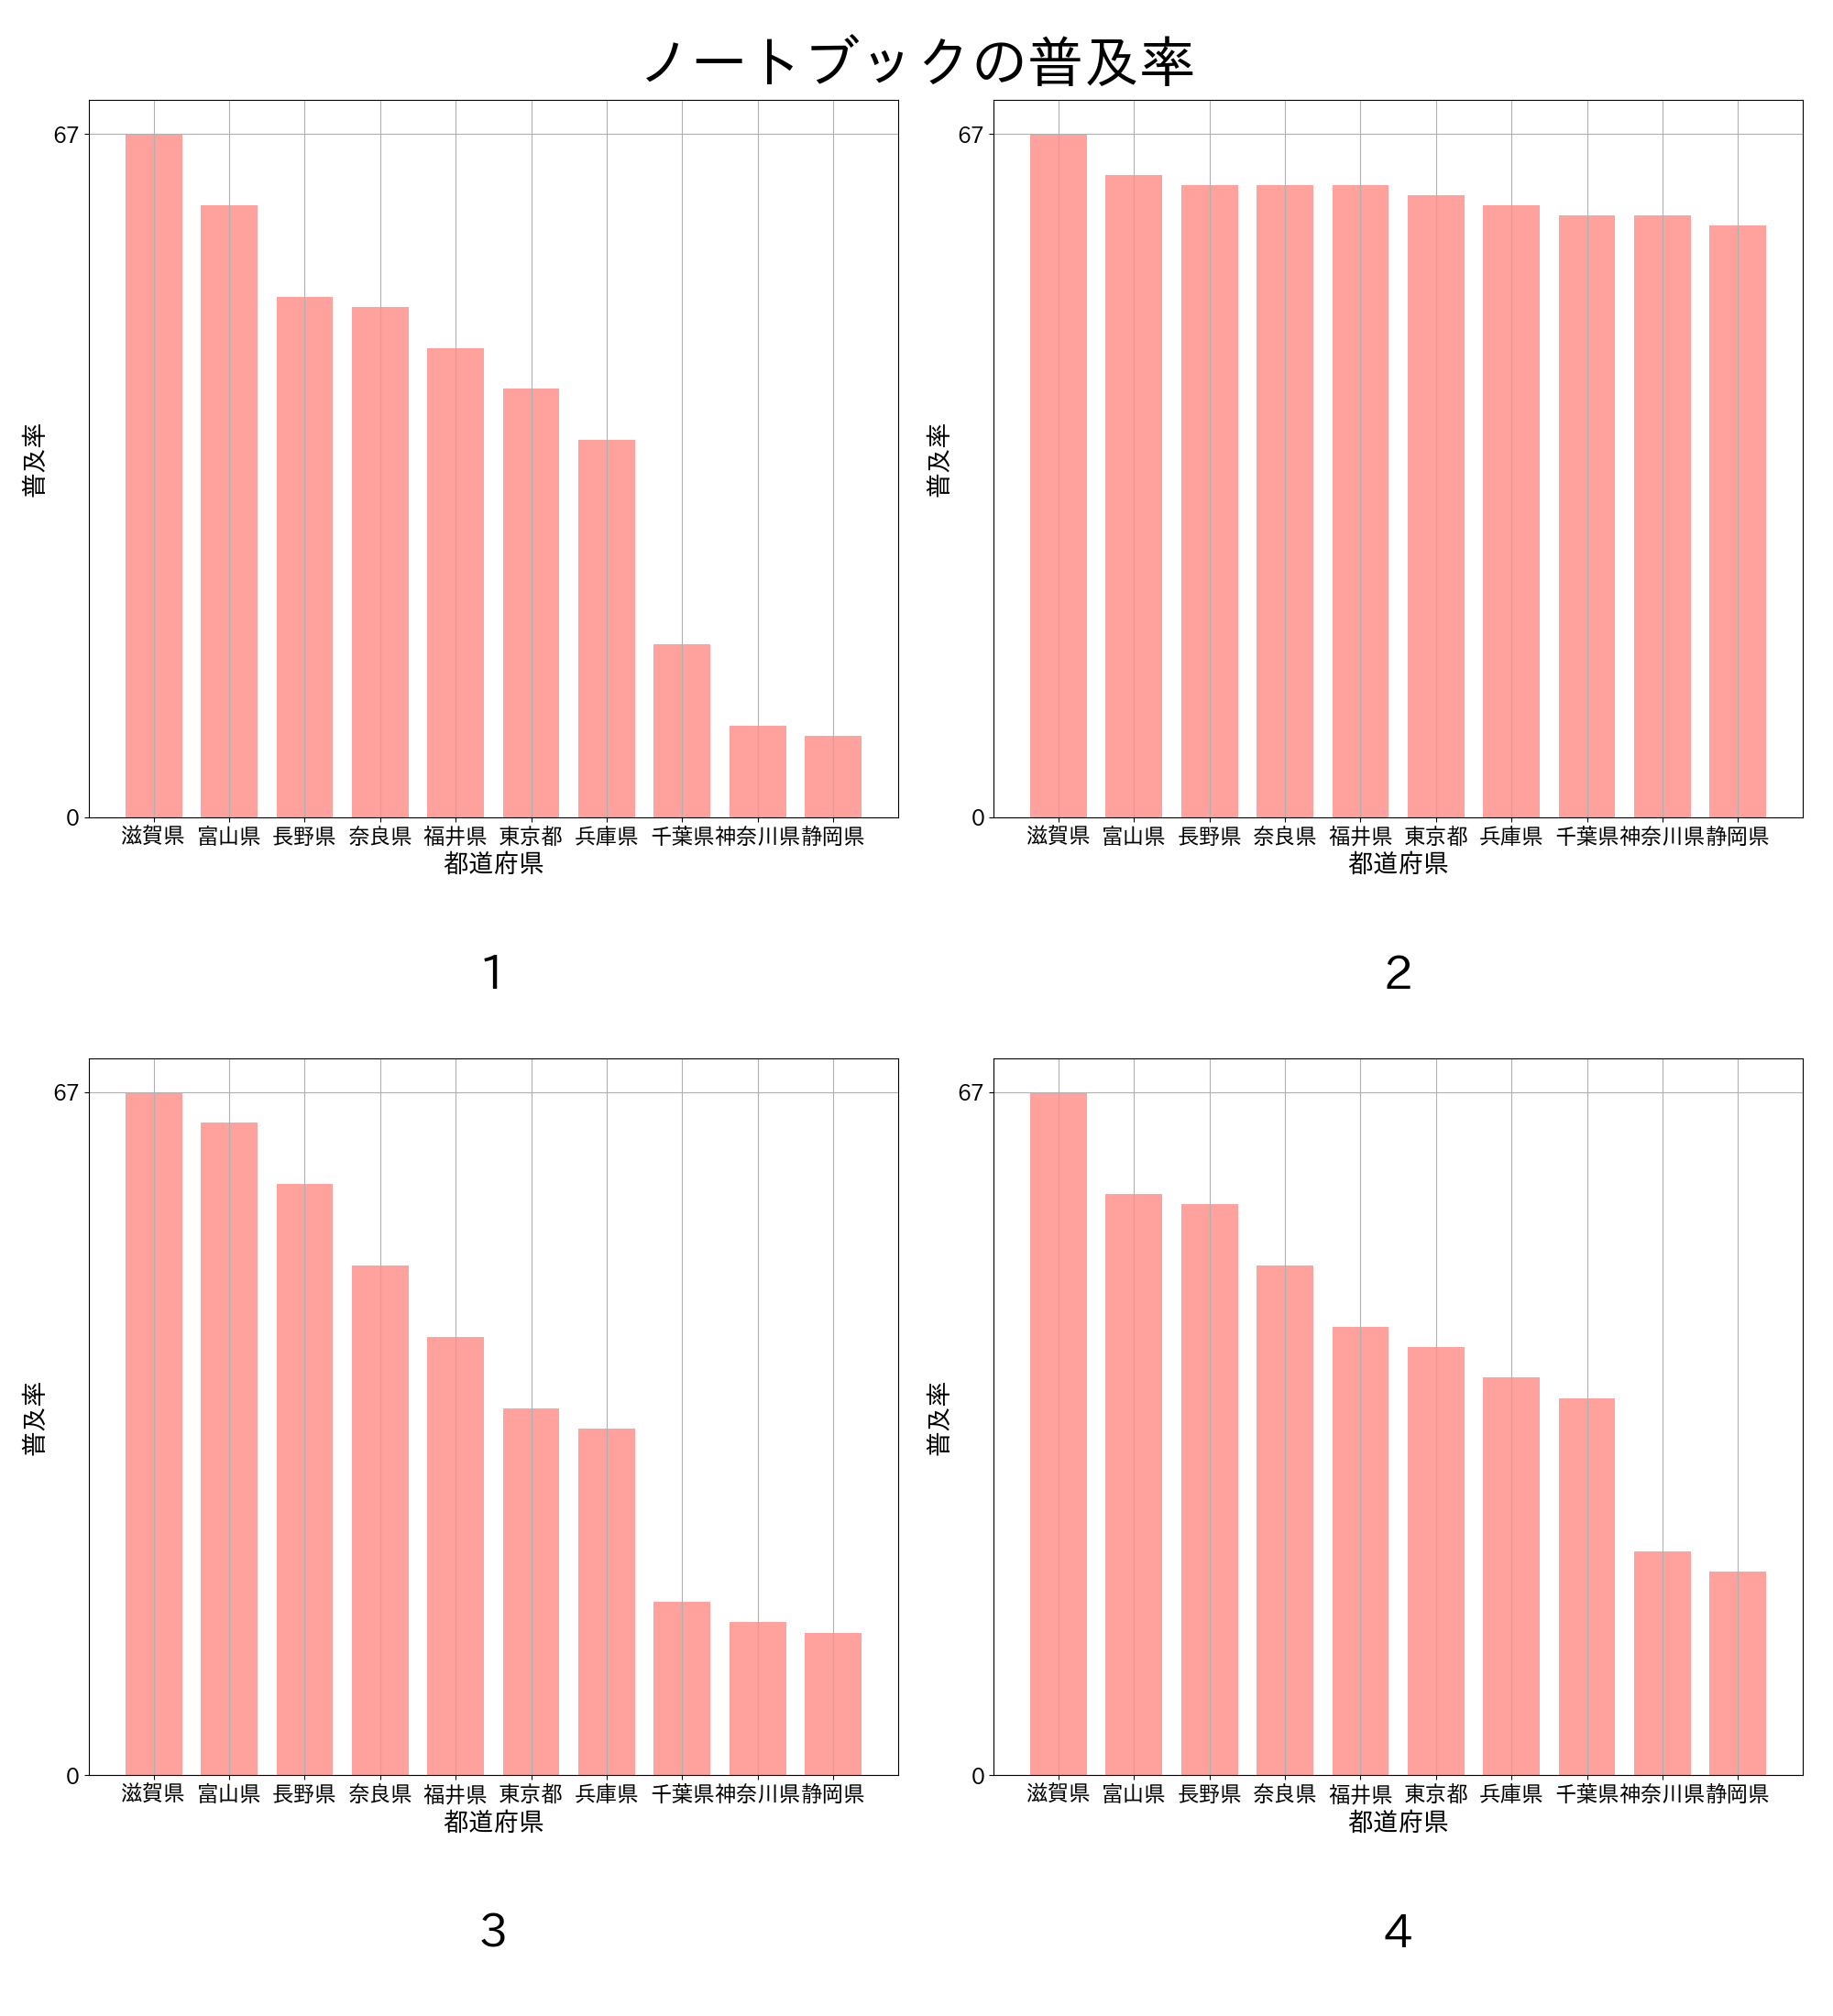 ノートブックの普及率
67
0
普及率
滋賀県 富山県 長野県 奈良県 福井県 東京都 兵庫県 千葉県 神奈川県 静岡県
都道府県
1
67
0
普及率
滋賀県 富山県 長野県 奈良県 福井県 東京都 兵庫県 千葉県 神奈川県 静岡県
都道府県
2
67
0
普及率
滋賀県 富山県 長野県 奈良県 福井県 東京都 兵庫県 千葉県 神奈川県 静岡県
都道府県
3
67
0
普及率
滋賀県 富山県 長野県 奈良県 福井県 東京都 兵庫県 千葉県 神奈川県 静岡県
都道府県
4